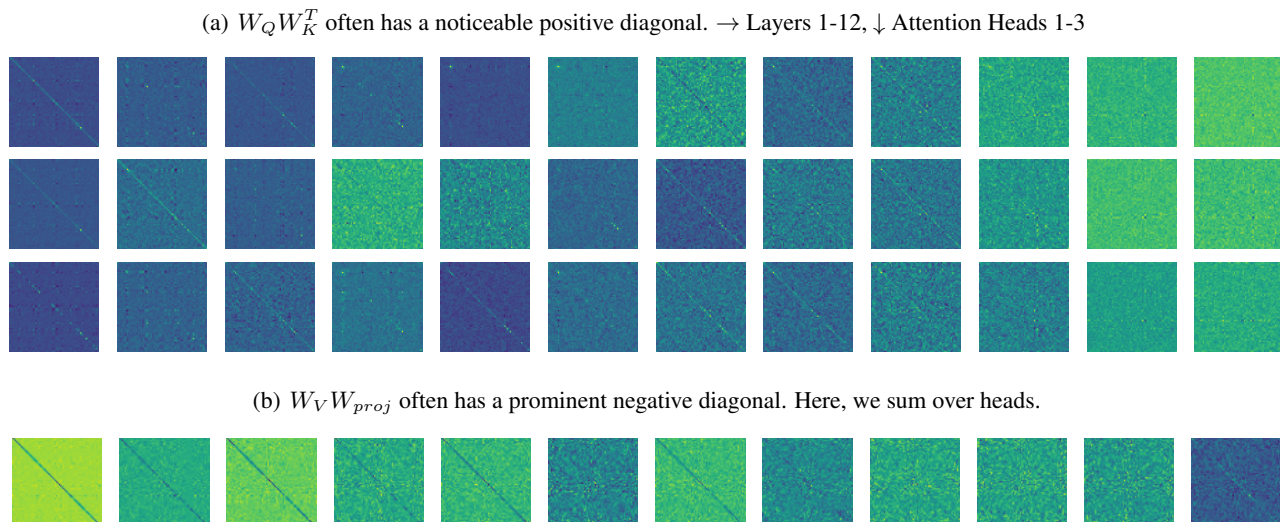 (a) $W_Q W_K^T$ often has a noticeable positive diagonal. → Layers 1-12, ↓ Attention Heads 1-3
(b) $W_V W_{proj}$ often has a prominent negative diagonal. Here, we sum over heads.